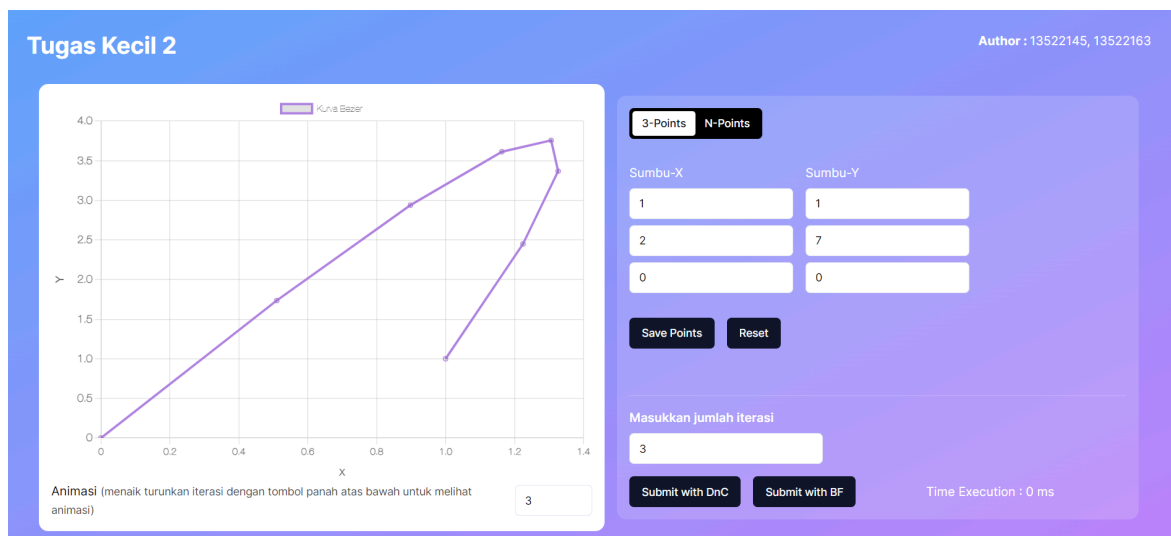 Tugas Kecil 2
Author : 13522145, 13522163
Kurva Bezier
4.0
3.5
3.0
2.5
2.0
1.5
1.0
0.5
0
Y
0 0.2 0.4 0.6 0.8 1.0 1.2 1.4
X
Animasi (menaik turunkan iterasi dengan tombol panah atas bawah untuk melihat
animasi)
3
3-Points N-Points
Sumbu-X Sumbu-Y
1 1
2 7
0 0
Save Points Reset
Masukkan jumlah iterasi
3
Submit with DnC Submit with BF Time Execution : 0 ms